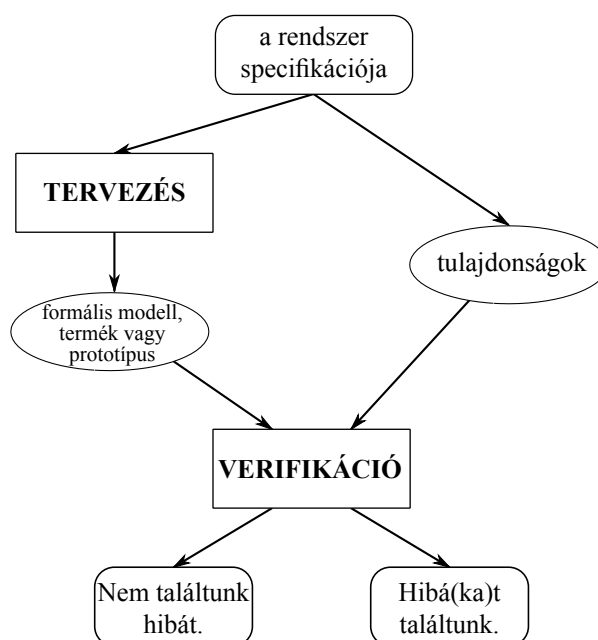 a rendszer
specifikációja
TERVEZÉS
tulajdonságok
formális modell,
termék vagy
prototípus
VERIFIKÁCIÓ
Nem találtunk
hibát.
Hibá(ka)t
találtunk.